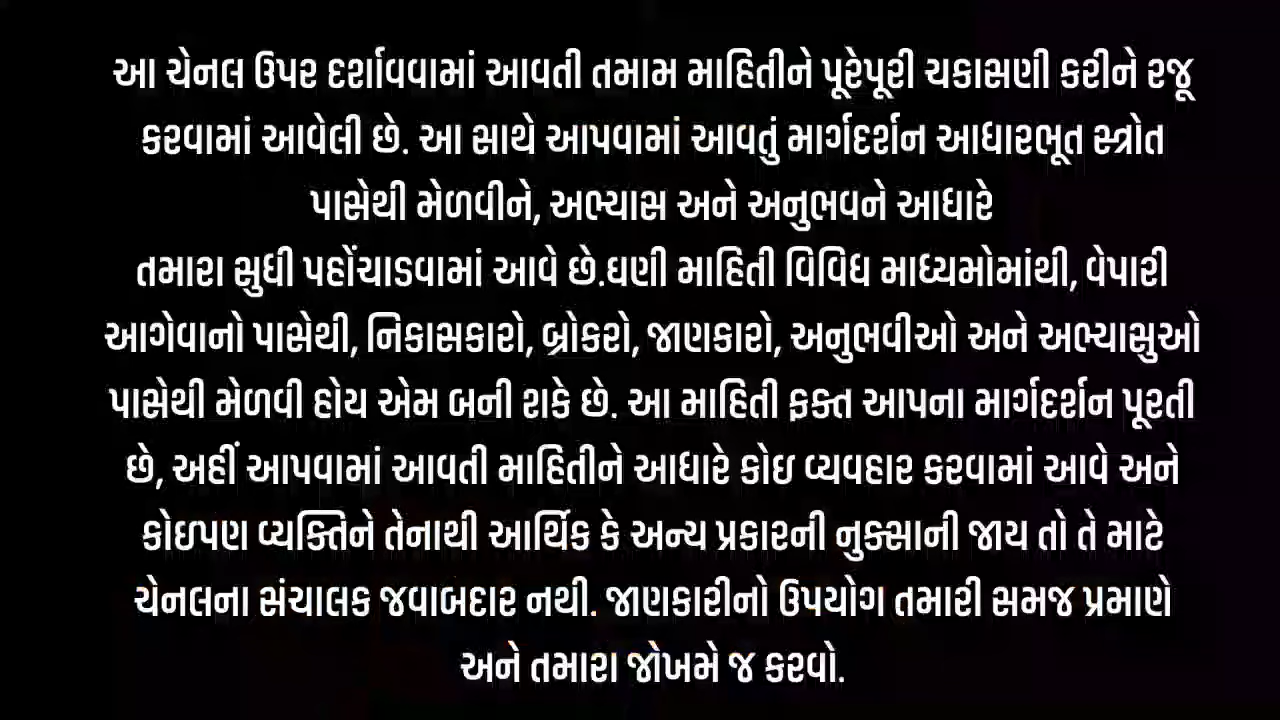 આ ચેનલ ઉપર દર્શાવવામાં આવતી તમામ માહિતીને પૂરેપૂરી ચકાસણી કરીને રજૂ
કરવામાં આવેલી છે. આ સાથે આપવામાં આવતું માર્ગદર્શન આધારભૂત સ્ત્રોત
પાસેથી મેળવીને, અભ્યાસ અને અનુભવને આધારે
તમારા સુધી પહોંચાડવામાં આવે છે.ઘણી માહિતી વિવિધ માધ્યમોમાંથી, વેપારી
આગેવાનો પાસેથી, નિકાસકારો, બ્રોકરો, જાણકારો, અનુભવીઓ અને અભ્યાસુઓ
પાસેથી મેળવી હોય એમ બની શકે છે. આ માહિતી ફક્ત આપના માર્ગદર્શન પૂરતી
છે, અહીં આપવામાં આવતી માહિતીને આધારે કોઇ વ્યવહાર કરવામાં આવે અને
કોઇપણ વ્યક્તિને તેનાથી આર્થિક કે અન્ય પ્રકારની નુક્સાની જાય તો તે માટે
ચેનલના સંચાલક જવાબદાર નથી. જાણકારીનો ઉપયોગ તમારી સમજ પ્રમાણે
અને તમારા જોખમે જ કરવો.